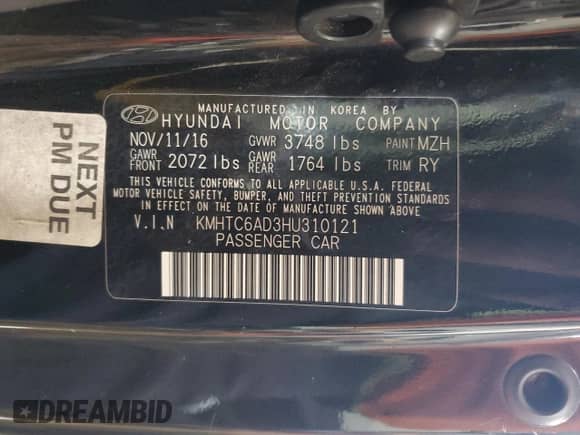 MANUFACTURED IN KOREA BY
HYUNDAI MOTOR COMPANY
NOV/11/16 GVWR 3748 lbs PAINT MZH
GAWR FRONT 2072 lbs GAWR REAR 1764 lbs TRIM RY
THIS VEHICLE CONFORMS TO ALL APPLICABLE U.S.A. FEDERAL
MOTOR VEHICLE SAFETY, BUMPER, AND THEFT PREVENTION STANDARDS
IN EFFECT ON THE DATE OF MANUFACTURE SHOWN ABOVE.
V.I.N KMHTC6AD3HU310121
PASSENGER CAR
NEXT
PM DUE
DREAMBID